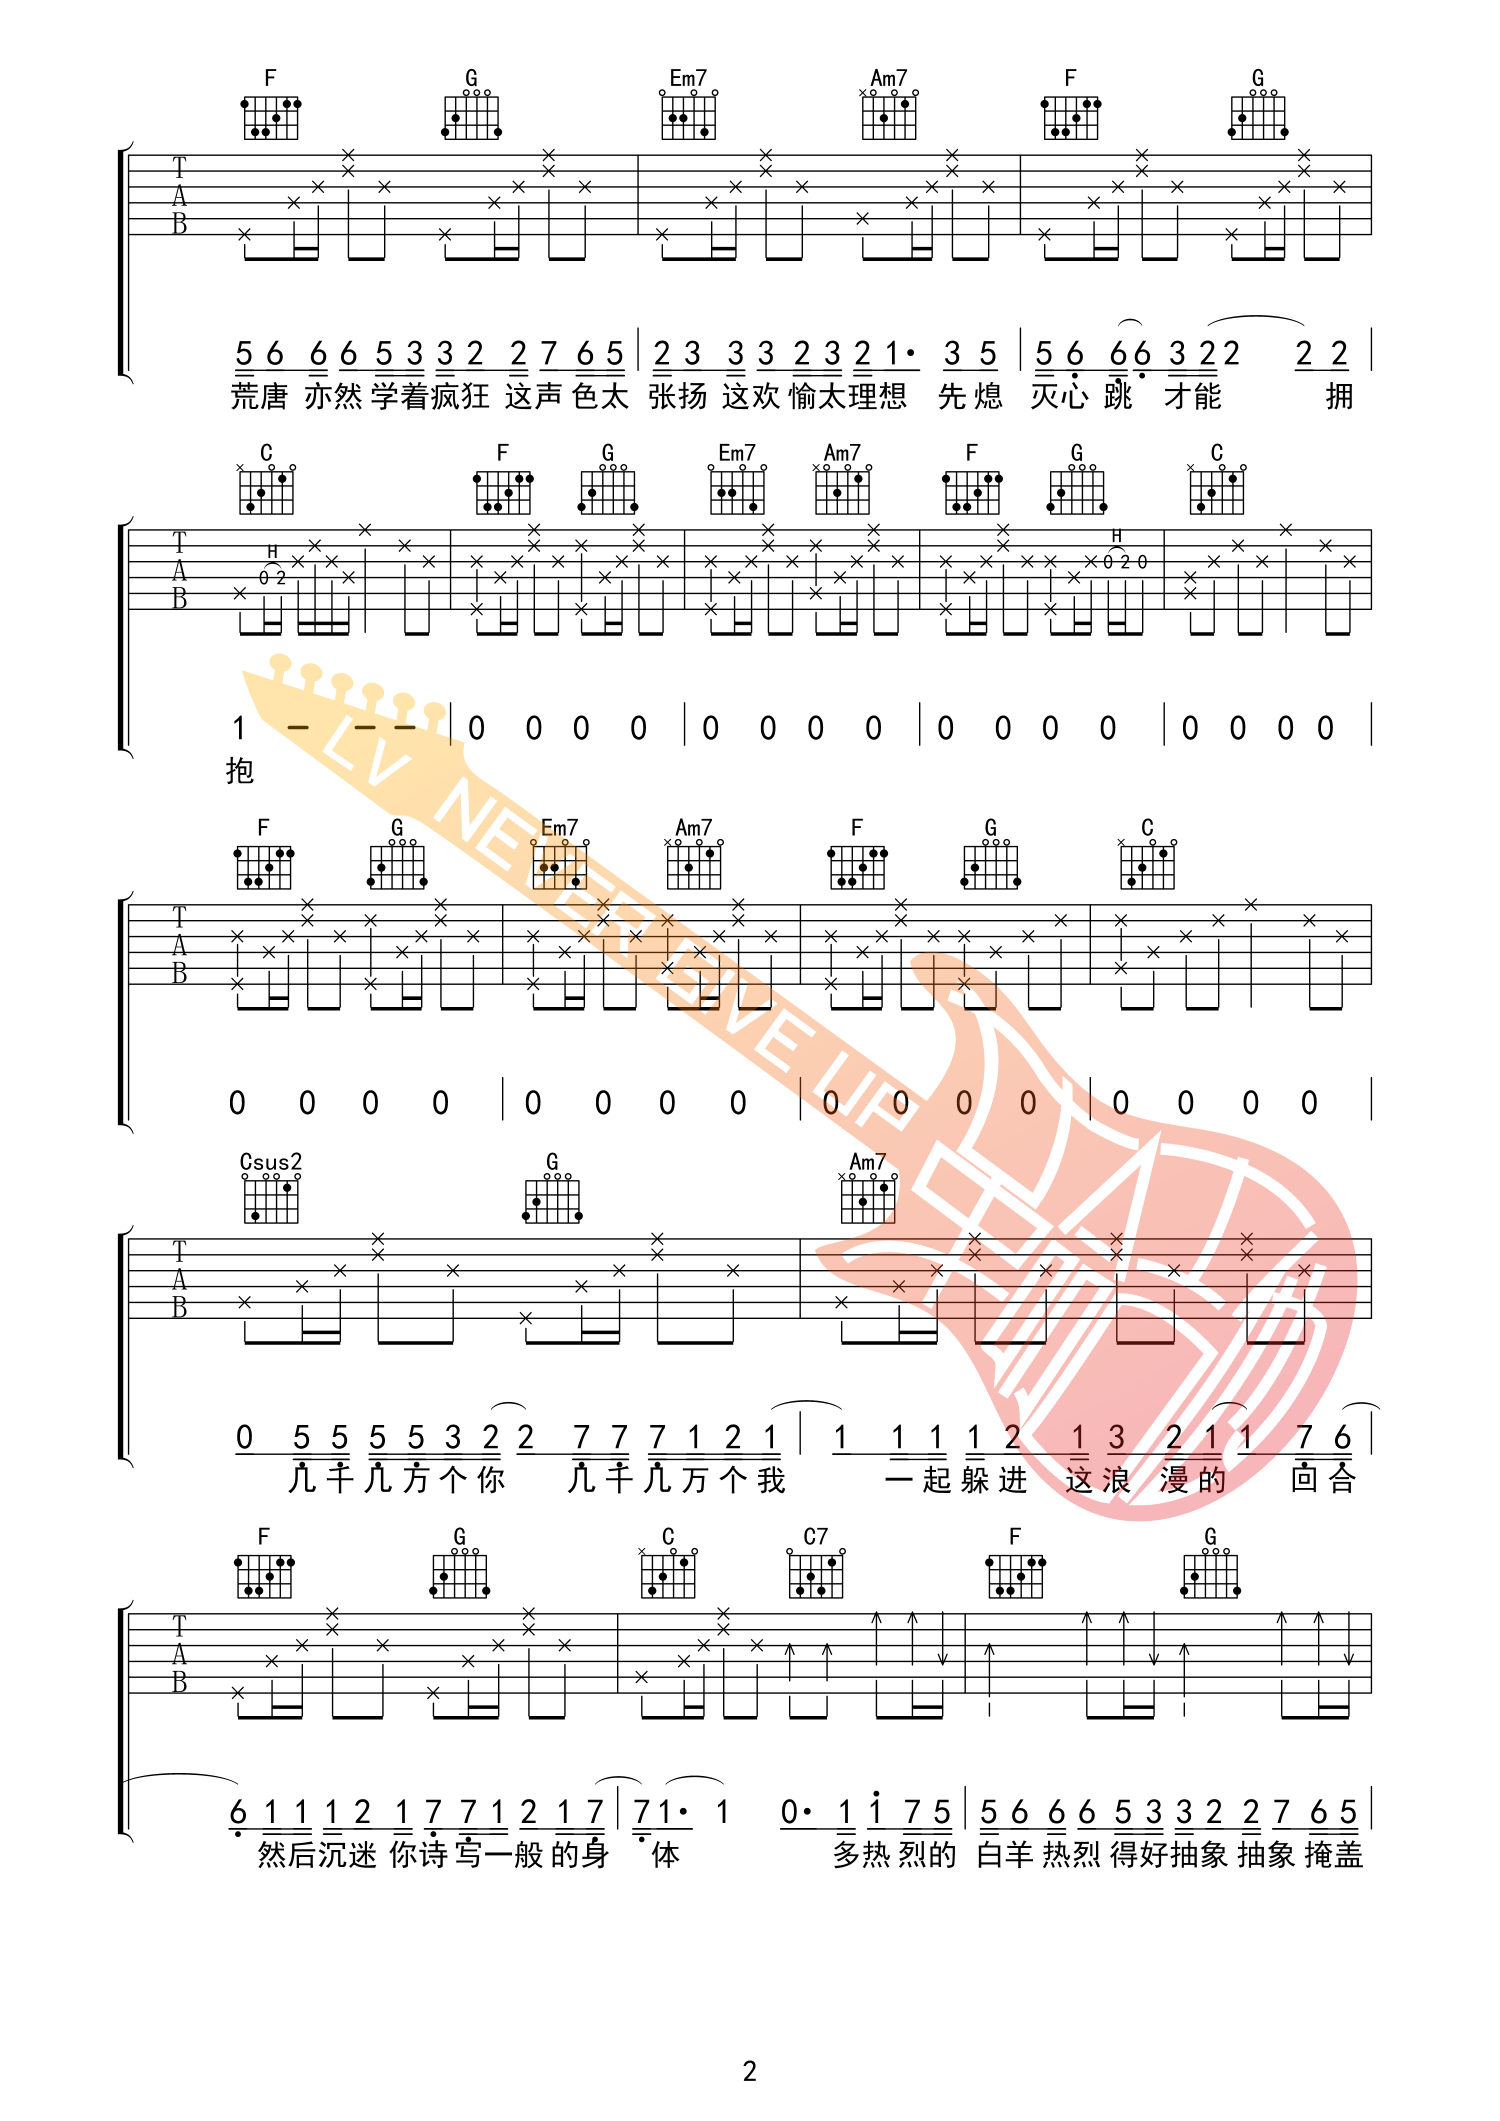 F G Em7 Am7 F G
T A B
5 6 6 6 5 3 3 2 2 7 6 5 2 3 3 3 2 3 2 1· 3 5 5 6 6 6 3 2 2 2 2
荒唐 亦然 学着疯狂 这声 色太 张扬 这欢 愉太理想 先熄 灭心 跳 才能 拥
C F G Em7 Am7 F G C
H H
T A B
0 2 0 2 0
1 - - - 0 0 0 0 0 0 0 0 0 0 0 0 0 0 0 0
抱
LV NEVER GIVE UP
F G Em7 Am7 F G C
T A B
0 0 0 0 0 0 0 0 0 0 0 0 0 0 0 0
Csus2 G Am7
T A B
0 5 5 5 5 3 2 2 7 7 7 1 2 1 1 1 1 1 2 1 3 2 1 1 7 6
几千几万个你 几千几万个我 一起躲进 这浪 漫的 回合
F G C C7 F G
T A B
6 1 1 1 2 1 7 7 1 2 1 7 7 1· 1 0· 1 1 7 5 5 6 6 6 5 3 3 2 2 7 6 5
然后沉迷 你诗 写一般 的身 体 多热 烈的 白羊 热烈 得好抽象 抽象 掩盖
2